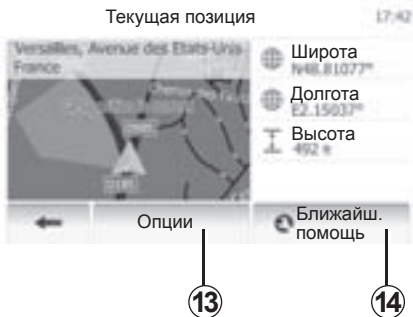 Текущая позиция 17:42
Versailles, Avenue des Etats-Unis
France
Широта
N48.81077°
Долгота
E2.15037°
Высота
492 м
Опции
Ближайш.
помощь
13 14